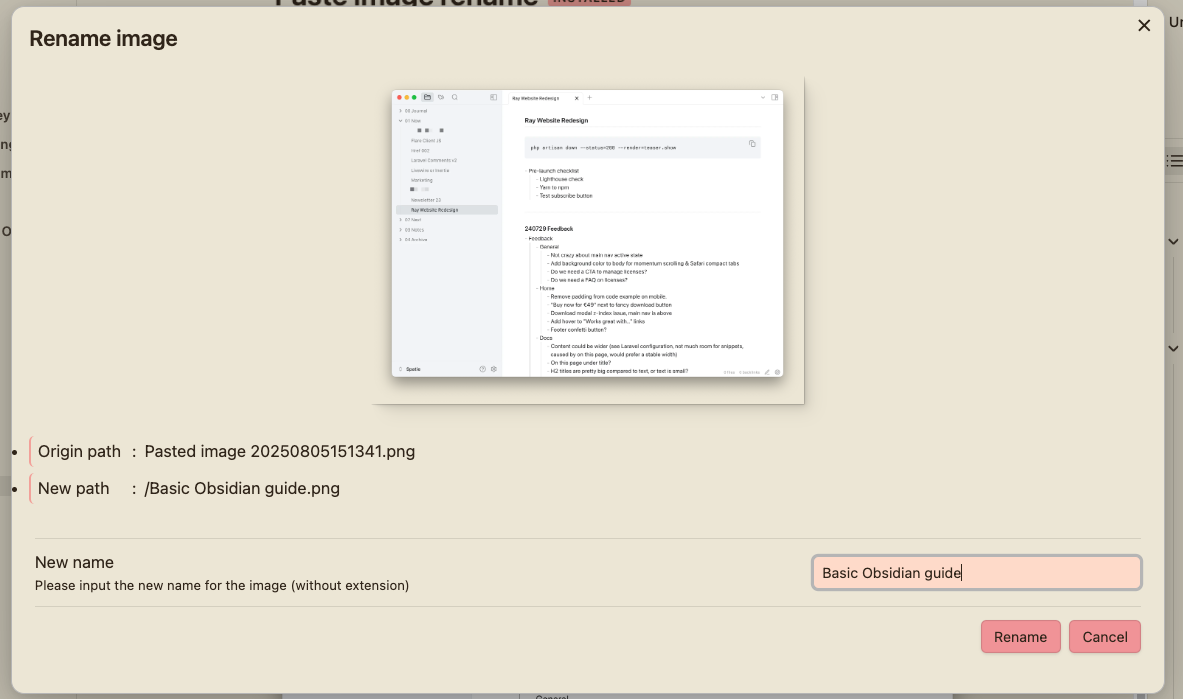 Paste image rename INSTALLED
Rename image
Ray Website Redesign
00 Journal
01 Now
Laravel Comments v2
Livewire or Inertia
Marketing
Newsletter 23
Ray Website Redesign
02 Next
03 Notes
04 Archive
Spatie
Ray Website Redesign
php artisan down --status=200 --render=teaser.show
- Pre-launch checklist
- Lighthouse check
- Yarn to npm
- Test subscribe button
240729 Feedback
- Feedback
- General
- Not crazy about main nav active state
- Add background color to body for momentum scrolling & Safari compact tabs
- Do we need a CTA to manage licenses?
- Do we need a FAQ on licenses?
- Home
- Remove padding from code example on mobile.
- "Buy now for €49" next to fancy download button
- Download modal z-index issue, main nav is above
- Add hover to "Works great with..." links
- Footer confetti button?
- Docs
- Content could be wider (see Laravel configuration, not much room for snippets,
caused by on this page, would prefer a stable width)
- On this page under title?
- H2 titles are pretty big compared to text, or text is small?
Origin path : Pasted image 20250805151341.png
New path : /Basic Obsidian guide.png
New name
Please input the new name for the image (without extension)
Basic Obsidian guide
Rename
Cancel
General